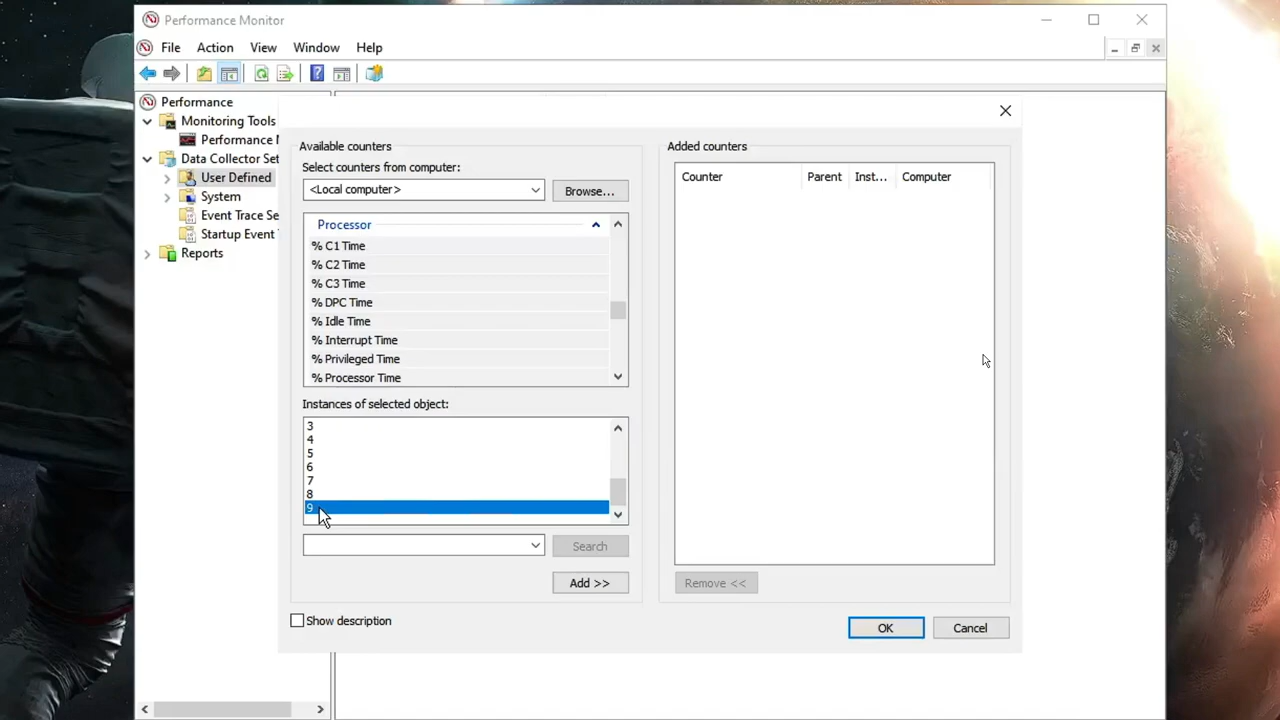 Performance Monitor
File Action View Window Help
Performance
Monitoring Tools
Performance M
Data Collector Set
User Defined
System
Event Trace Se
Startup Event T
Reports
Available counters
Select counters from computer:
<Local computer>
Browse...
Processor
% C1 Time
% C2 Time
% C3 Time
% DPC Time
% Idle Time
% Interrupt Time
% Privileged Time
% Processor Time
Instances of selected object:
3
4
5
6
7
8
9
Search
Add >>
Show description
Added counters
Counter Parent Inst... Computer
Remove <<
OK Cancel